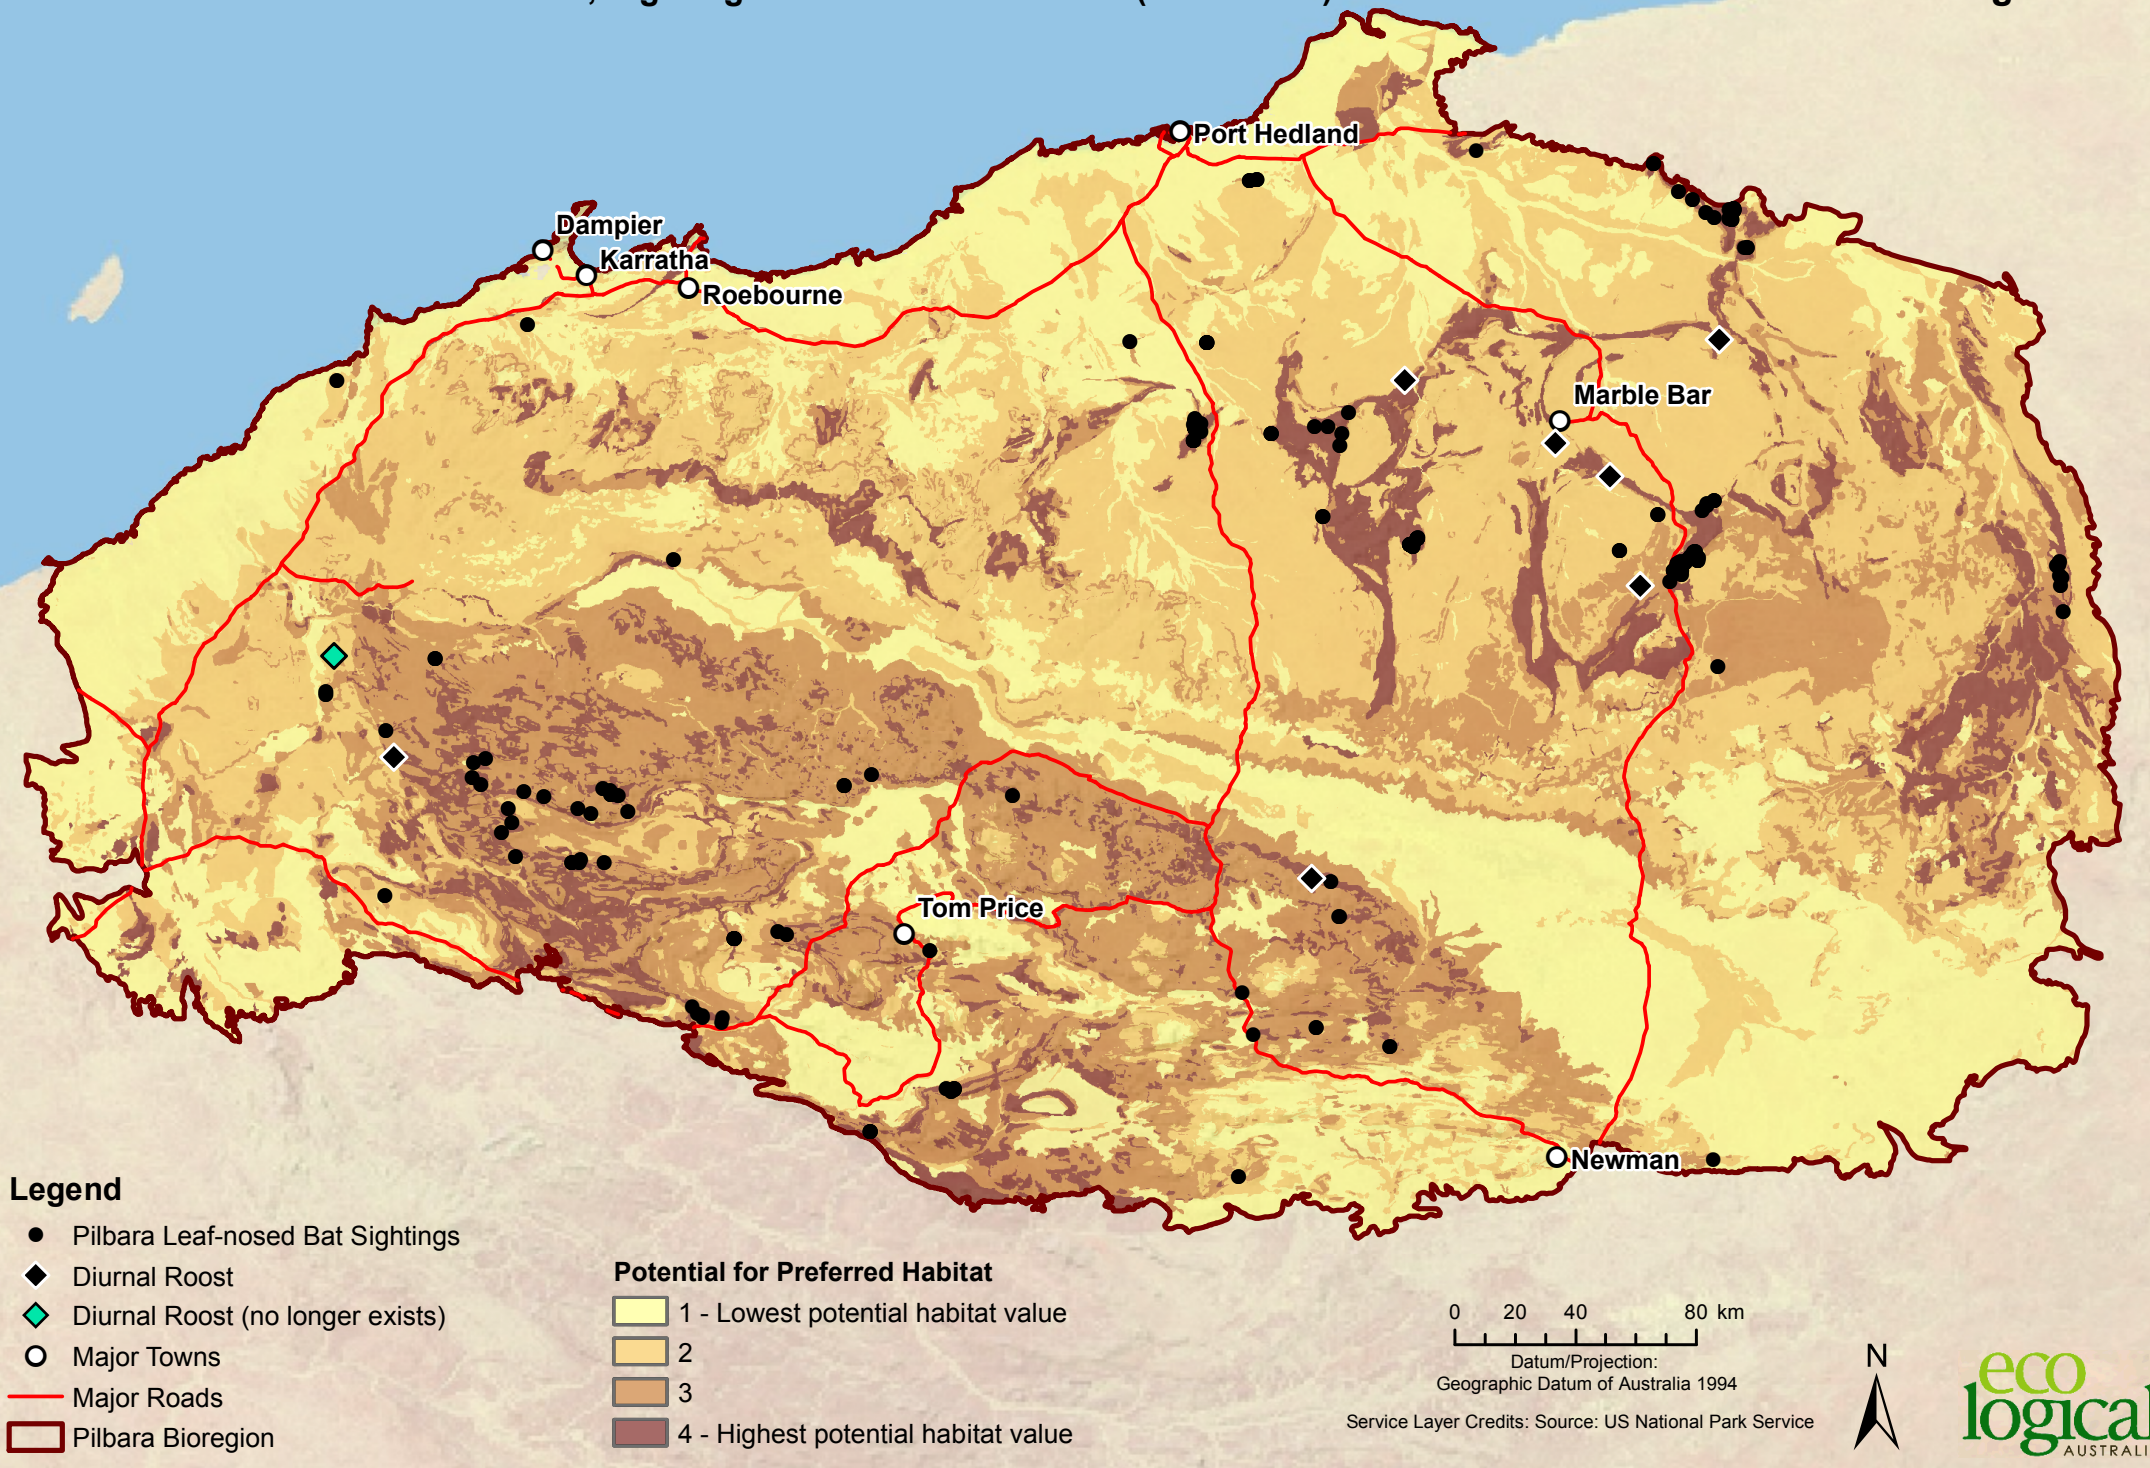 Port Hedland
Dampier
Karratha
Roebourne
Marble Bar
Tom Price
Newman
Legend
Pilbara Leaf-nosed Bat Sightings
Diurnal Roost
Diurnal Roost (no longer exists)
Major Towns
Major Roads
Pilbara Bioregion
Potential for Preferred Habitat
1 - Lowest potential habitat value
2
3
4 - Highest potential habitat value
0 20 40 80 km
Datum/Projection:
Geographic Datum of Australia 1994
Service Layer Credits: Source: US National Park Service
N
eco
logical
AUSTRALI